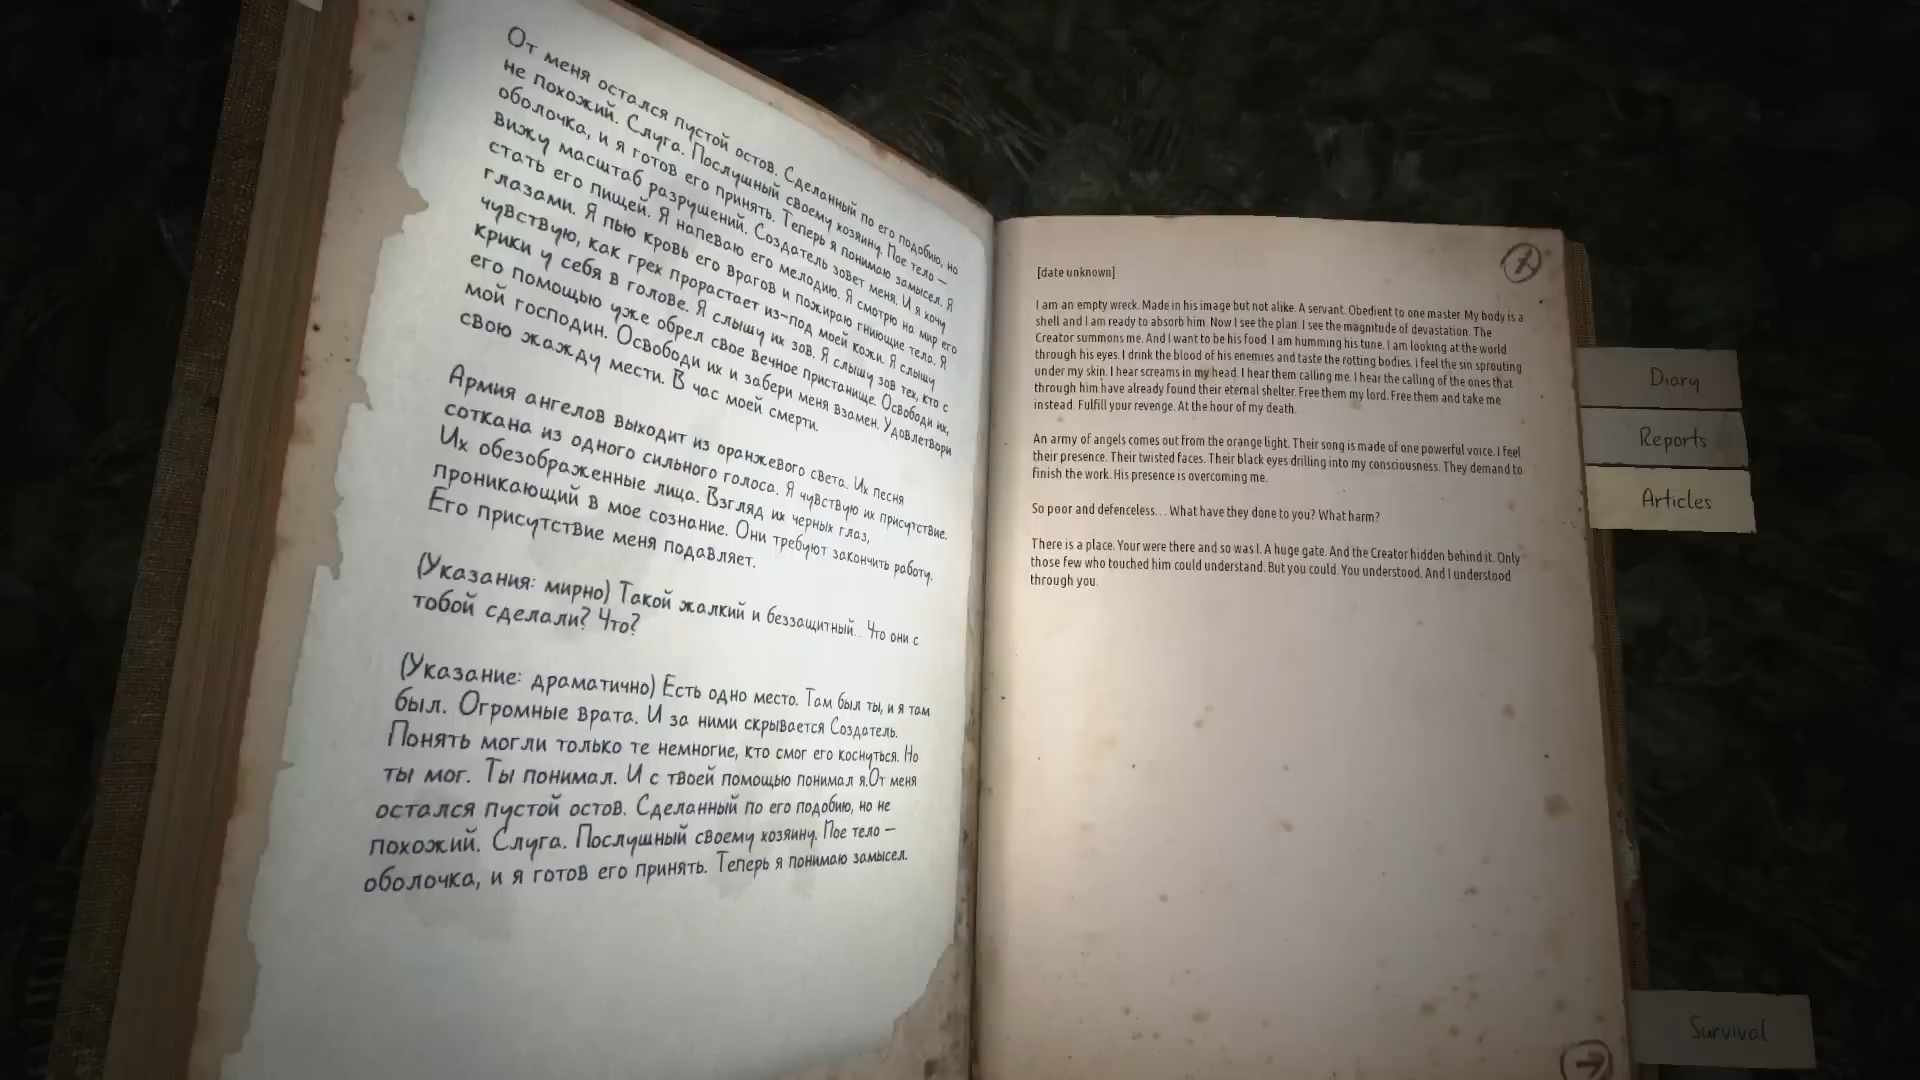 От меня остался пустой остов. Сделанный по его подобию, но
не похожий. Слуга. Послушный своему хозяину. Пое тело –
оболочка, и я готов его принять. Теперь я понимаю замысел. Я
вижу масштаб разрушений. Создатель зовет меня. И я хочу
стать его пищей. Я напеваю его мелодию. Я смотрю на мир его
глазами. Я пью кровь его врагов и пожираю гниющие тела. Я
чувствую, как грех прорастает из-под моей кожи. Я слышу
крики у себя в голове. Я слышу их зов. Я слышу зов тех, кто с
его помощью уже обрел свое вечное пристанище. Освободи их,
мой господин. Освободи их и забери меня взамен. Удовлетвори
свою жажду мести. В час моей смерти.
Армия ангелов выходит из оранжевого света. Их песня
соткана из одного сильного голоса. Я чувствую их присутствие.
Их обезображенные лица. Взгляд их черных глаз,
проникающий в мое сознание. Они требуют закончить работу.
Его присутствие меня подавляет.
(Указания: мирно) Такой жалкий и беззащитный... Что они с
тобой сделали? Что?
(Указание: драматично) Есть одно место. Там был ты, и я там
был. Огромные врата. И за ними скрывается Создатель.
Понять могли только те немногие, кто смог его коснуться. Но
ты мог. Ты понимал. И с твоей помощью понимал я.От меня
остался пустой остов. Сделанный по его подобию, но не
похожий. Слуга. Послушный своему хозяину. Пое тело –
оболочка, и я готов его принять. Теперь я понимаю замысел.
[date unknown]
I am an empty wreck. Made in his image but not alike. A servant. Obedient to one master. My body is a
shell and I am ready to absorb him. Now I see the plan. I see the magnitude of devastation. The
Creator summons me. And I want to be his food. I am humming his tune. I am looking at the world
through his eyes. I drink the blood of his enemies and taste the rotting bodies. I feel the sin sprouting
under my skin. I hear screams in my head. I hear them calling me. I hear the calling of the ones that
through him have already found their eternal shelter. Free them my lord. Free them and take me
instead. Fulfill your revenge. At the hour of my death.
An army of angels comes out from the orange light. Their song is made of one powerful voice. I feel
their presence. Their twisted faces. Their black eyes drilling into my consciousness. They demand to
finish the work. His presence is overcoming me.
So poor and defenceless... What have they done to you? What harm?
There is a place. Your were there and so was I. A huge gate. And the Creator hidden behind it. Only
those few who touched him could understand. But you could. You understood. And I understood
through you.
Diary
Reports
Articles
Survival